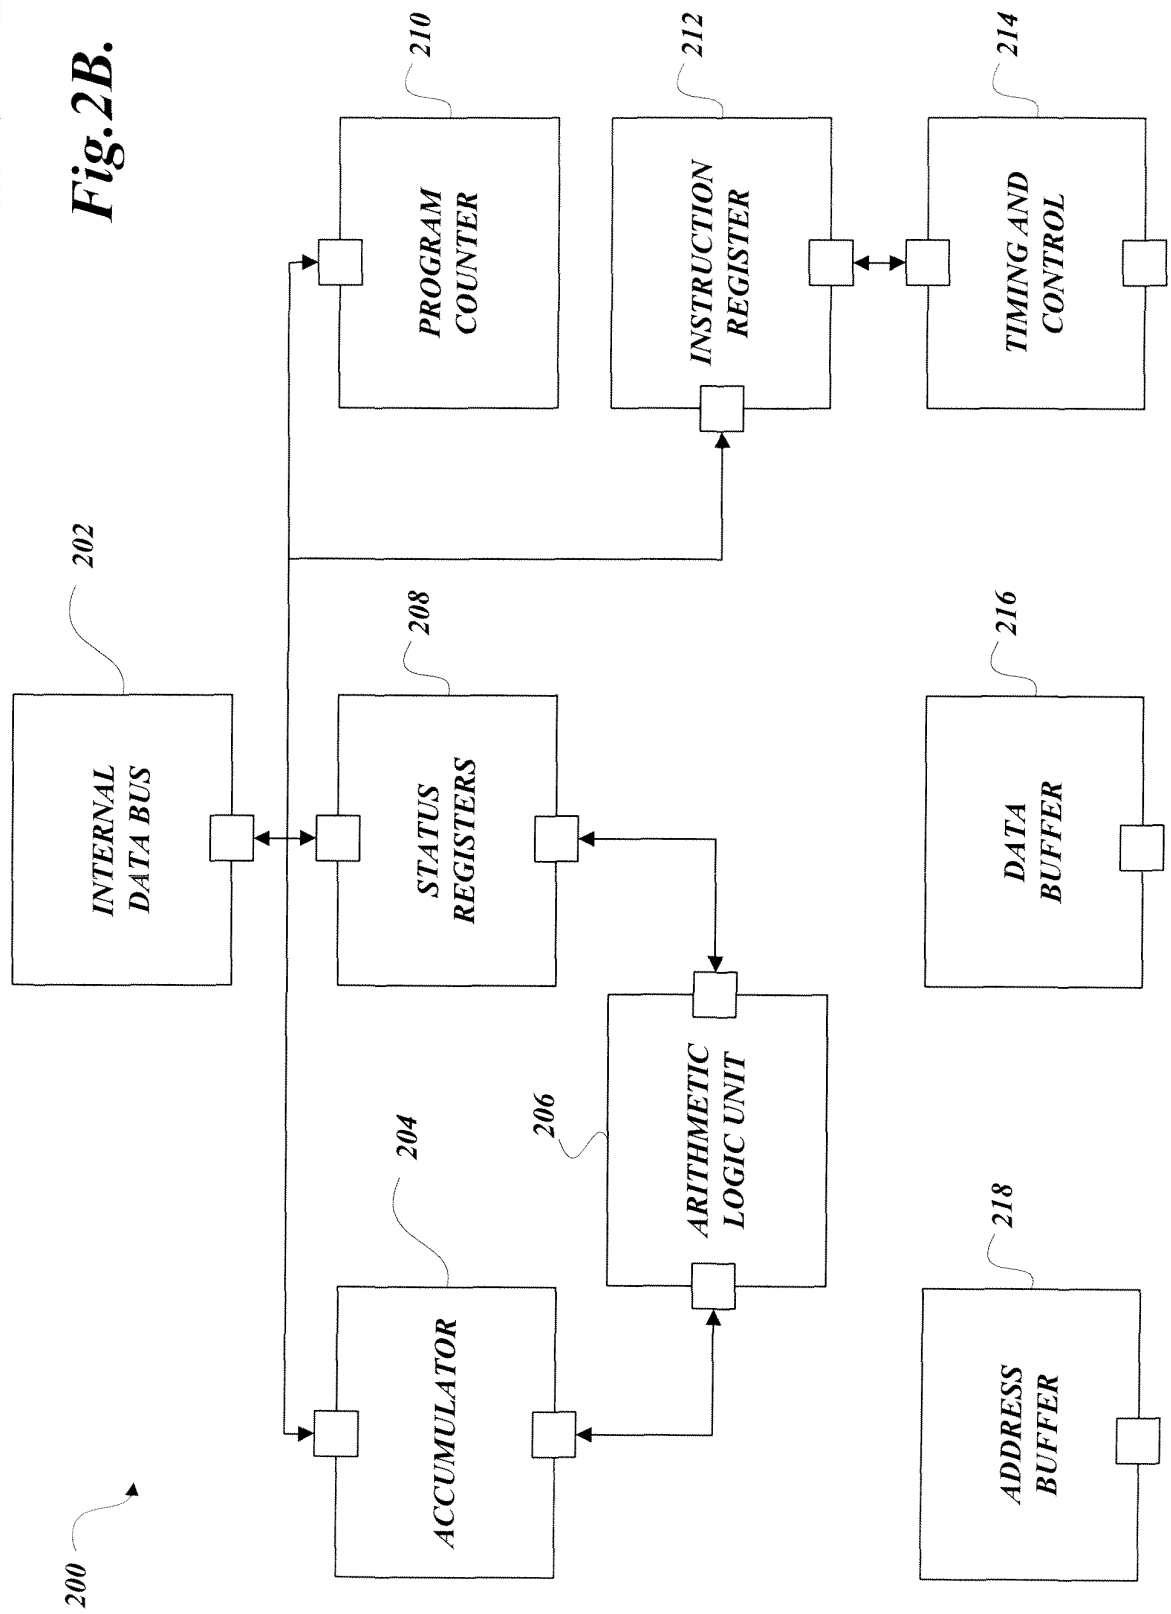 Fig.2B.
200
INTERNAL
DATA BUS
202
ACCUMULATOR
204
STATUS
REGISTERS
208
PROGRAM
COUNTER
210
ARITHMETIC
LOGIC UNIT
206
INSTRUCTION
REGISTER
212
ADDRESS
BUFFER
218
DATA
BUFFER
216
TIMING AND
CONTROL
214